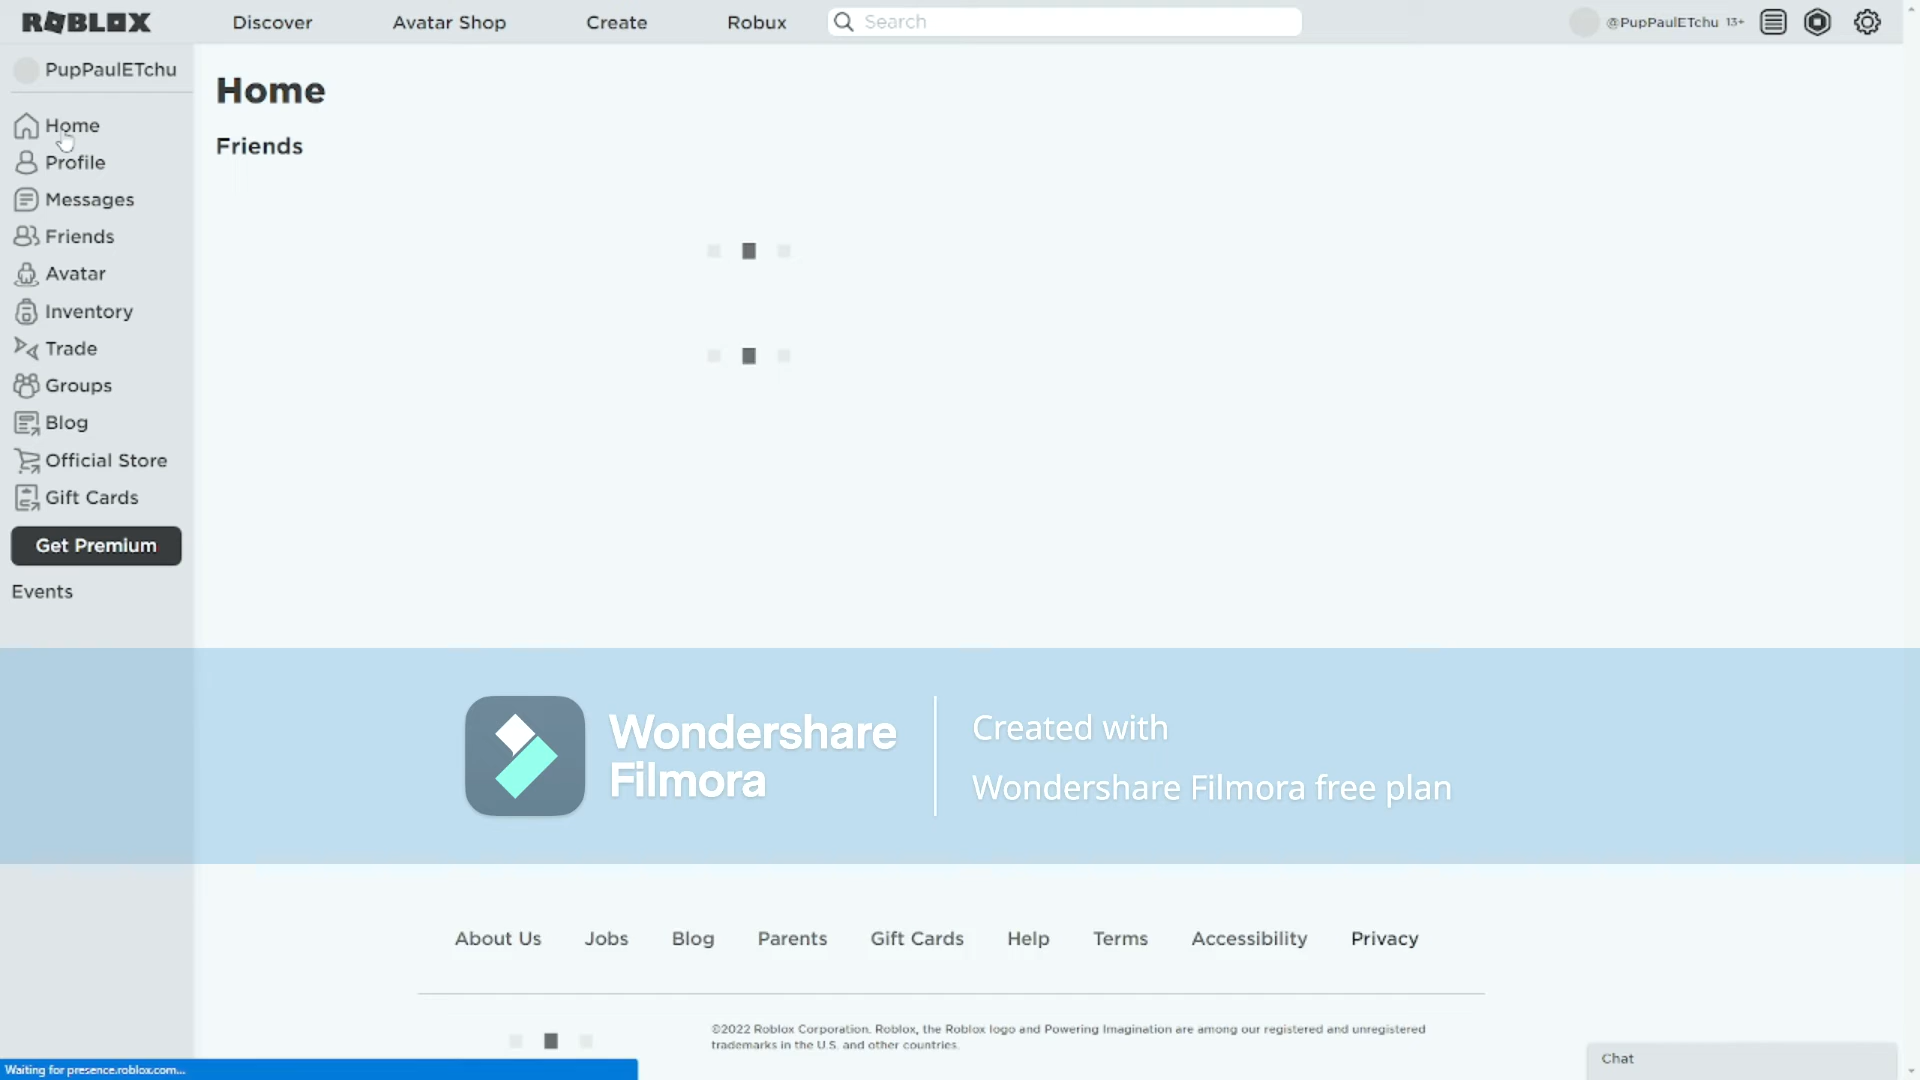 ROBLOX
Discover
Avatar Shop
Create
Robux
Search
@PupPaulETchu 13+
PupPaulETchu
Home
Profile
Messages
Friends
Avatar
Inventory
Trade
Groups
Blog
Official Store
Gift Cards
Get Premium
Events
Home
Friends
Wondershare
Filmora
Created with
Wondershare Filmora free plan
About Us
Jobs
Blog
Parents
Gift Cards
Help
Terms
Accessibility
Privacy
©2022 Roblox Corporation. Roblox, the Roblox logo and Powering Imagination are among our registered and unregistered
trademarks in the U.S. and other countries.
Waiting for presence.roblox.com...
Chat